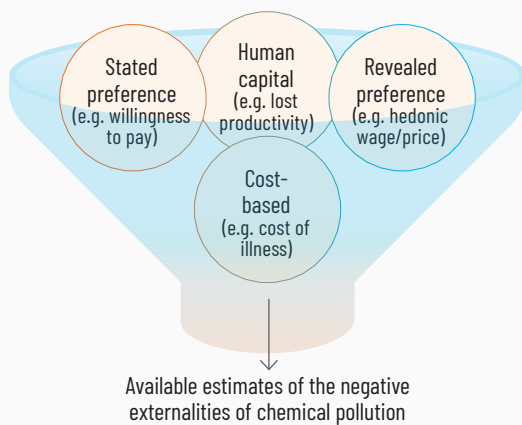 Stated
preference
(e.g. willingness
to pay)
Human
capital
(e.g. lost
productivity)
Revealed
preference
(e.g. hedonic
wage/price)
Cost-
based
(e.g. cost of
illness)
Available estimates of the negative
externalities of chemical pollution